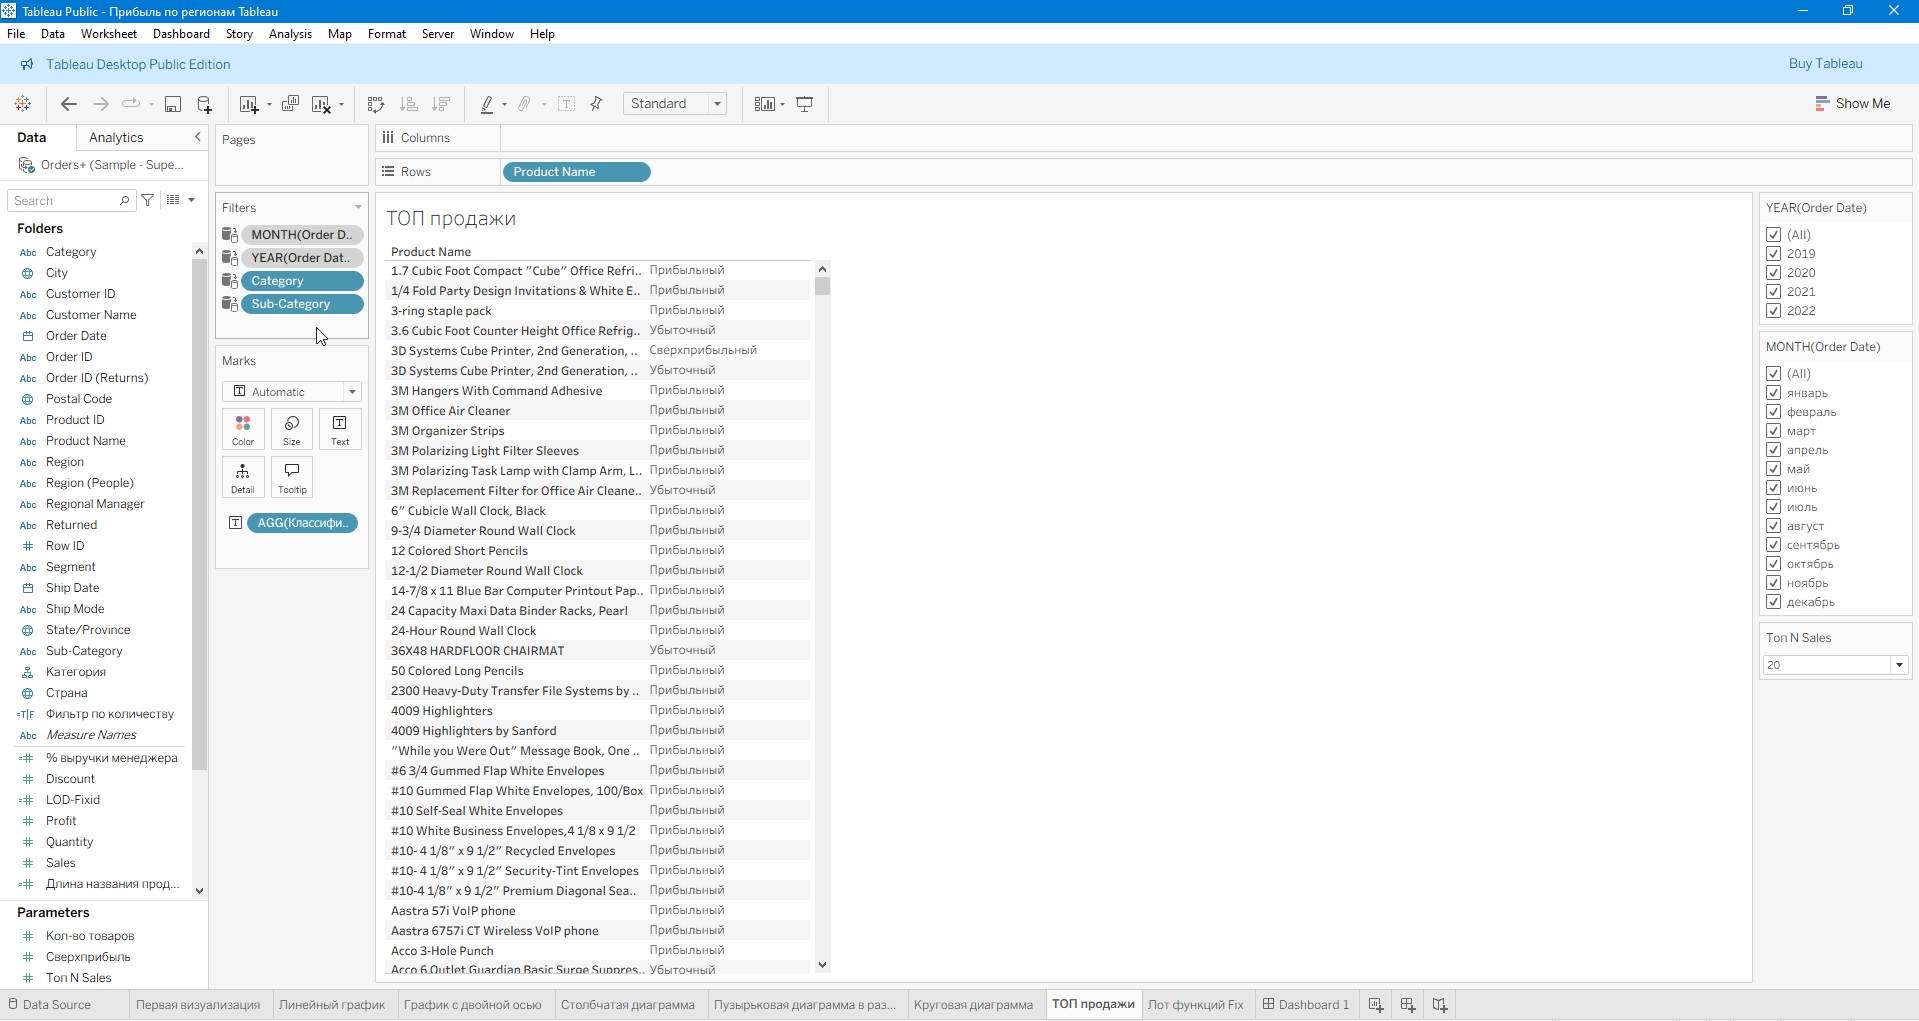 Tableau Public - Прибыль по регионам Tableau
File Data Worksheet Dashboard Story Analysis Map Format Server Window Help
Tableau Desktop Public Edition
Buy Tableau
Standard
Show Me
Data
Analytics
Orders+ (Sample - Supe...
Search
Folders
Category
City
Customer ID
Customer Name
Order Date
Order ID
Order ID (Returns)
Postal Code
Product ID
Product Name
Region
Region (People)
Regional Manager
Returned
Row ID
Segment
Ship Date
Ship Mode
State/Province
Sub-Category
Категория
Страна
Фильтр по количеству
Measure Names
% выручки менеджера
Discount
LOD-Fixid
Profit
Quantity
Sales
Длина названия прод...
Parameters
Кол-во товаров
Сверхприбыль
Топ N Sales
Pages
Filters
MONTH(Order D..
YEAR(Order Dat..
Category
Sub-Category
Marks
Automatic
Color
Size
Text
Detail
Tooltip
AGG(Классифи..
Columns
Rows
Product Name
ТОП продажи
Product Name
1.7 Cubic Foot Compact "Cube" Office Refri.. Прибыльный
1/4 Fold Party Design Invitations & White E.. Прибыльный
3-ring staple pack Прибыльный
3.6 Cubic Foot Counter Height Office Refrig.. Убыточный
3D Systems Cube Printer, 2nd Generation, .. Сверхприбыльный
3D Systems Cube Printer, 2nd Generation, .. Убыточный
3M Hangers With Command Adhesive Прибыльный
3M Office Air Cleaner Прибыльный
3M Organizer Strips Прибыльный
3M Polarizing Light Filter Sleeves Прибыльный
3M Polarizing Task Lamp with Clamp Arm, L.. Прибыльный
3M Replacement Filter for Office Air Cleane.. Убыточный
6" Cubicle Wall Clock, Black Прибыльный
9-3/4 Diameter Round Wall Clock Прибыльный
12 Colored Short Pencils Прибыльный
12-1/2 Diameter Round Wall Clock Прибыльный
14-7/8 x 11 Blue Bar Computer Printout Pap.. Прибыльный
24 Capacity Maxi Data Binder Racks, Pearl Прибыльный
24-Hour Round Wall Clock Прибыльный
36X48 HARDFLOOR CHAIRMAT Убыточный
50 Colored Long Pencils Прибыльный
2300 Heavy-Duty Transfer File Systems by .. Прибыльный
4009 Highlighters Прибыльный
4009 Highlighters by Sanford Прибыльный
"While you Were Out" Message Book, One .. Прибыльный
#6 3/4 Gummed Flap White Envelopes Прибыльный
#10 Gummed Flap White Envelopes, 100/Box Прибыльный
#10 Self-Seal White Envelopes Прибыльный
#10 White Business Envelopes,4 1/8 x 9 1/2 Прибыльный
#10- 4 1/8" x 9 1/2" Recycled Envelopes Прибыльный
#10- 4 1/8" x 9 1/2" Security-Tint Envelopes Прибыльный
#10-4 1/8" x 9 1/2" Premium Diagonal Sea.. Прибыльный
Aastra 57i VoIP phone Прибыльный
Aastra 6757i CT Wireless VoIP phone Прибыльный
Acco 3-Hole Punch Прибыльный
Acco 6 Outlet Guardian Basic Surge Suppres.. Убыточный
YEAR(Order Date)
(All)
2019
2020
2021
2022
MONTH(Order Date)
(All)
январь
февраль
март
апрель
май
июнь
июль
август
сентябрь
октябрь
ноябрь
декабрь
Топ N Sales
20
Data Source
Первая визуализация
Линейный график
График с двойной осью
Столбчатая диаграмма
Пузырьковая диаграмма в раз...
Круговая диаграмма
ТОП продажи
Лот функций Fix
Dashboard 1